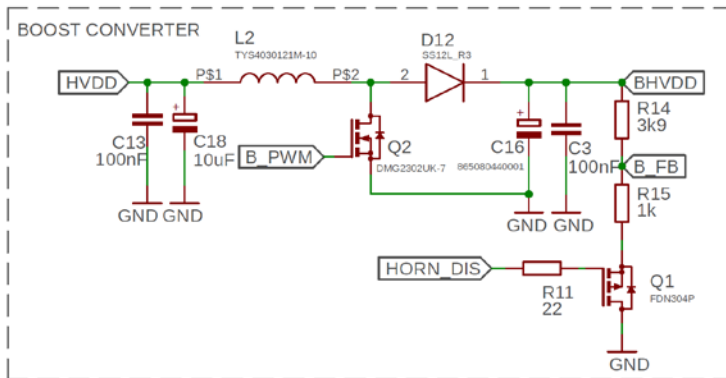 BOOST CONVERTER
L2
TYS4030121M-10
D12
SS12L_R3
HVDD
P$1
P$2
2
1
BHVDD
C13
100nF
C18
10uF
B_PWM
Q2
DMG2302UK-7
C16
865080440001
C3
100nF
R14
3k9
B_FB
R15
1k
GND
GND
GND
GND
HORN_DIS
R11
22
Q1
FDN304P
GND